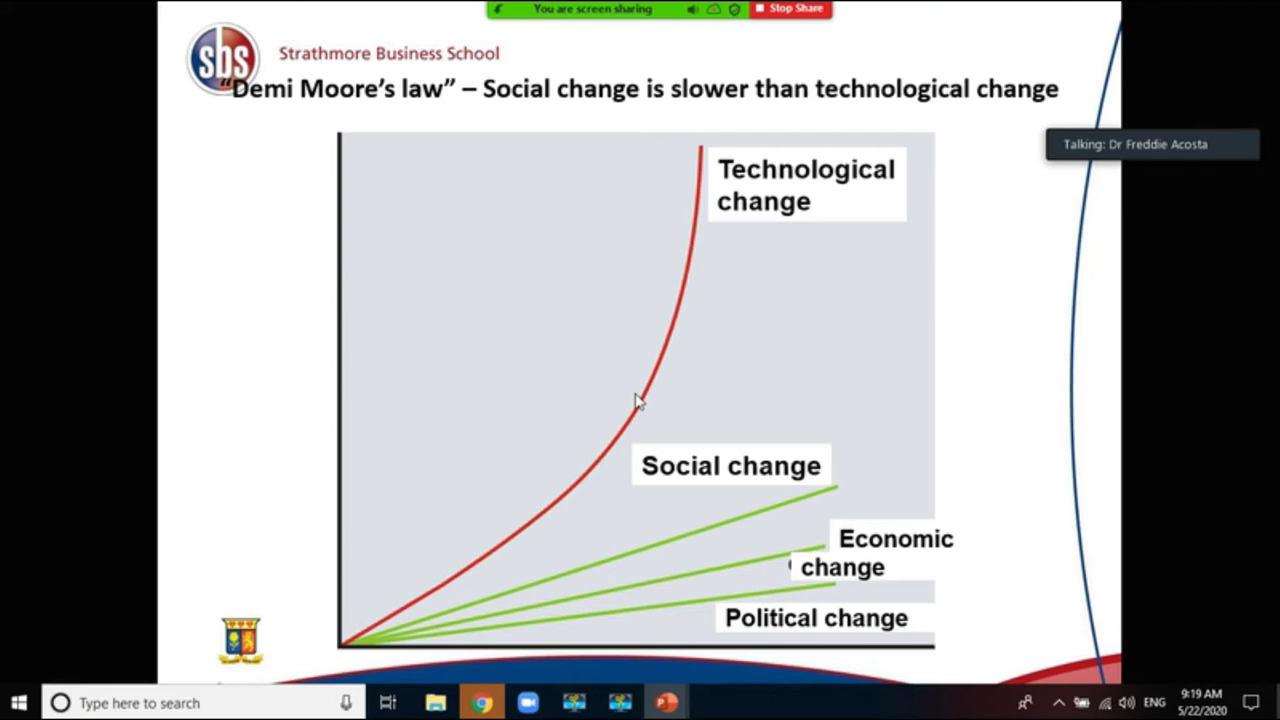 You are screen sharing
Stop Share
sbs
Strathmore Business School
“Demi Moore’s law” – Social change is slower than technological change
Talking: Dr Freddie Acosta
Technological
change
Social change
Economic
change
Political change
Type here to search
ENG
9:19 AM
5/22/2020